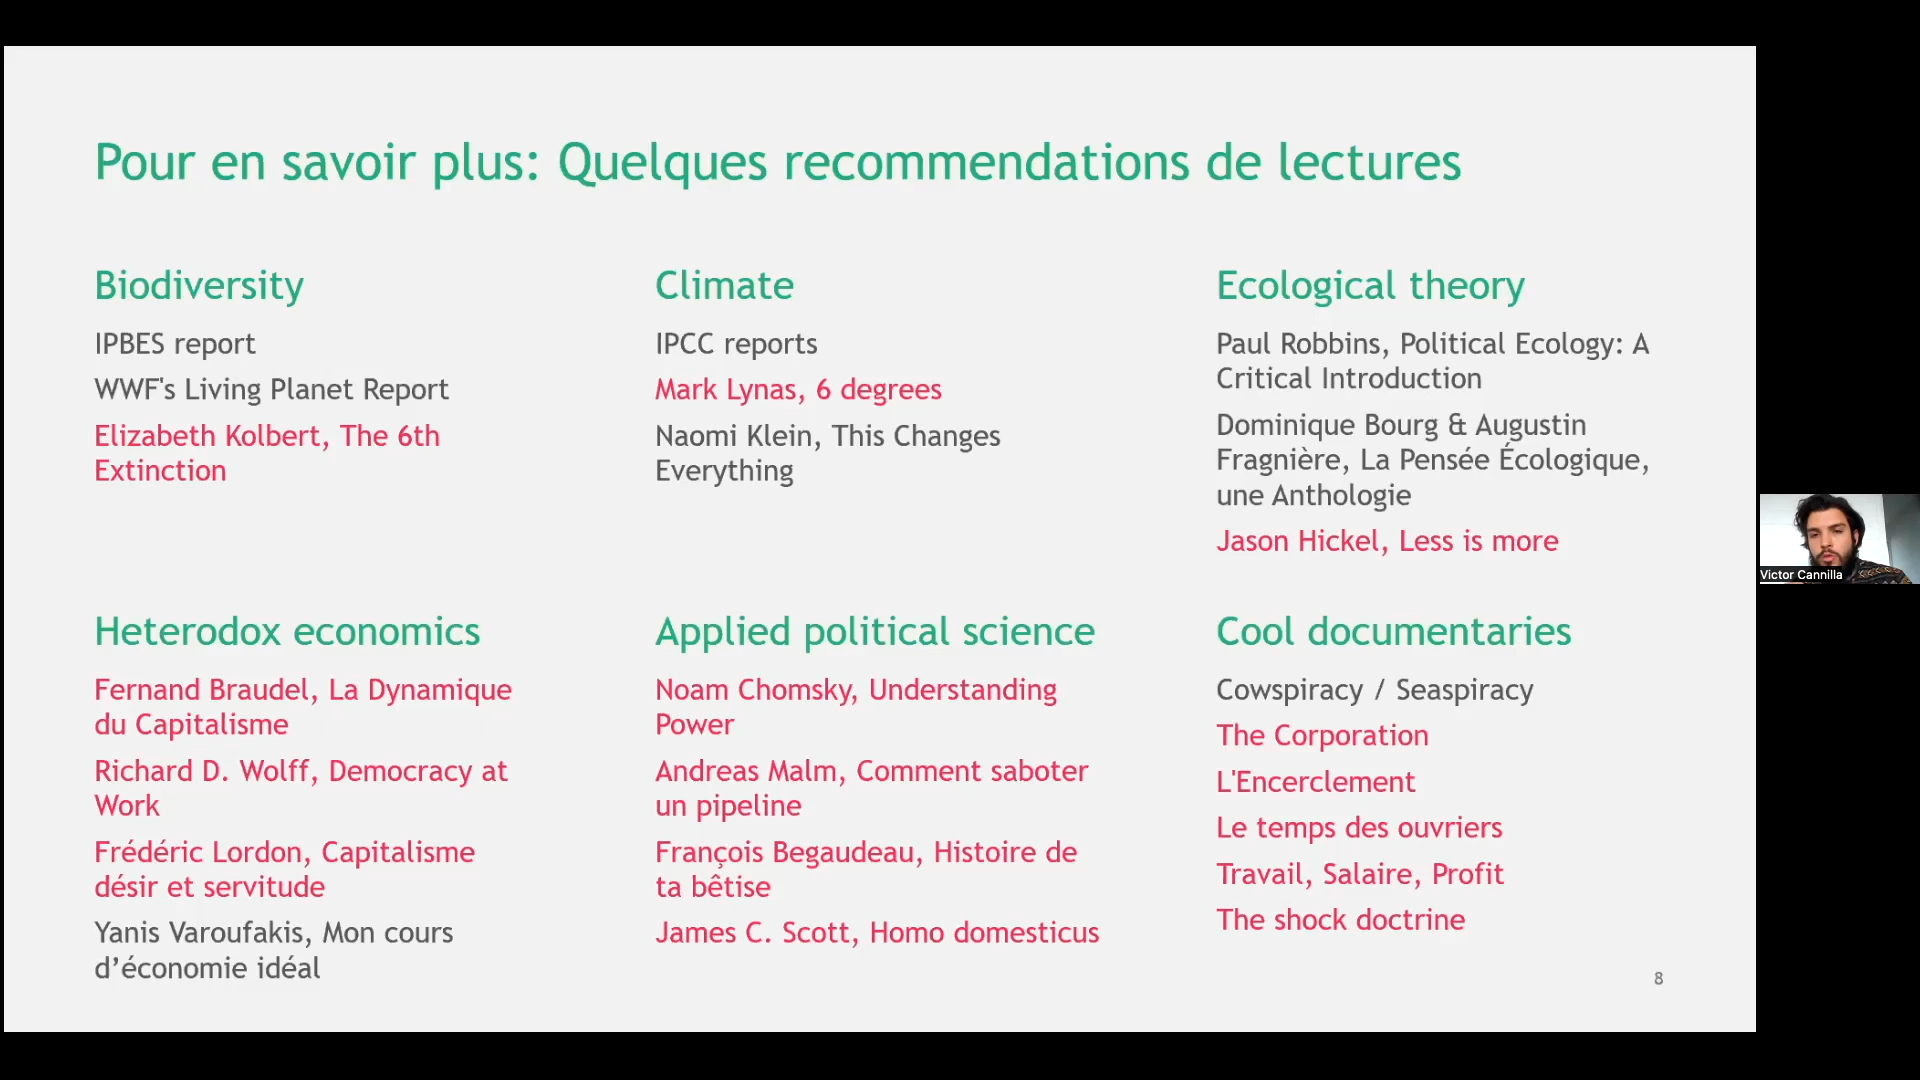 Pour en savoir plus: Quelques recommendations de lectures
Biodiversity
IPBES report
WWF's Living Planet Report
Elizabeth Kolbert, The 6th
Extinction
Climate
IPCC reports
Mark Lynas, 6 degrees
Naomi Klein, This Changes
Everything
Ecological theory
Paul Robbins, Political Ecology: A
Critical Introduction
Dominique Bourg & Augustin
Fragnière, La Pensée Écologique,
une Anthologie
Jason Hickel, Less is more
Heterodox economics
Fernand Braudel, La Dynamique
du Capitalisme
Richard D. Wolff, Democracy at
Work
Frédéric Lordon, Capitalisme
désir et servitude
Yanis Varoufakis, Mon cours
d’économie idéal
Applied political science
Noam Chomsky, Understanding
Power
Andreas Malm, Comment saboter
un pipeline
François Begaudeau, Histoire de
ta bêtise
James C. Scott, Homo domesticus
Cool documentaries
Cowspiracy / Seaspiracy
The Corporation
L'Encerclement
Le temps des ouvriers
Travail, Salaire, Profit
The shock doctrine
8
Victor Cannilla